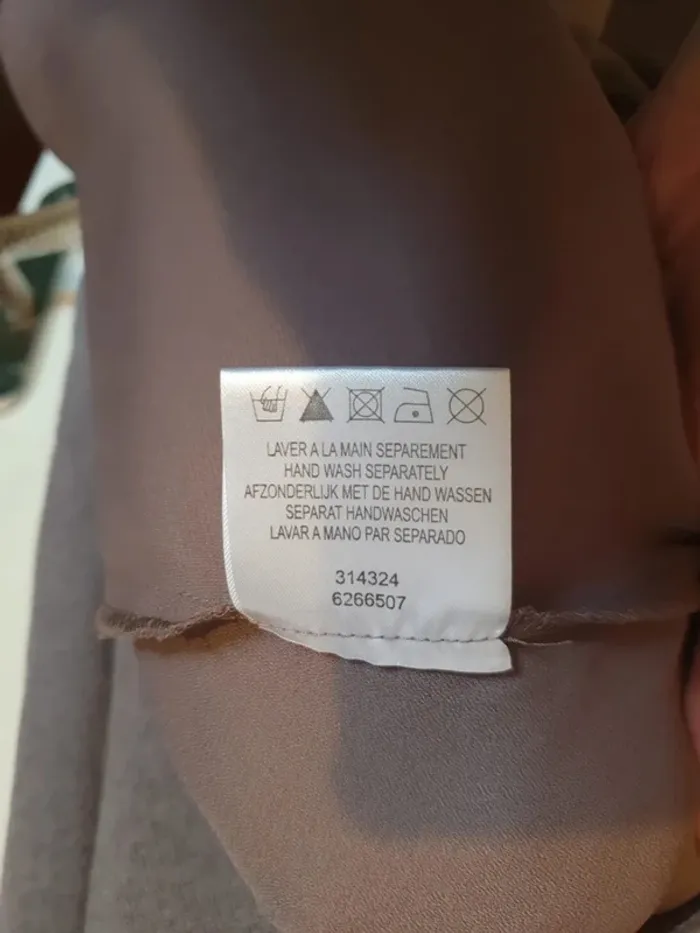 LAVER A LA MAIN SEPAREMENT
HAND WASH SEPARATELY
AFZONDERLIJK MET DE HAND WASSEN
SEPARAT HANDWASCHEN
LAVAR A MANO POR SEPARADO
314324
6266507